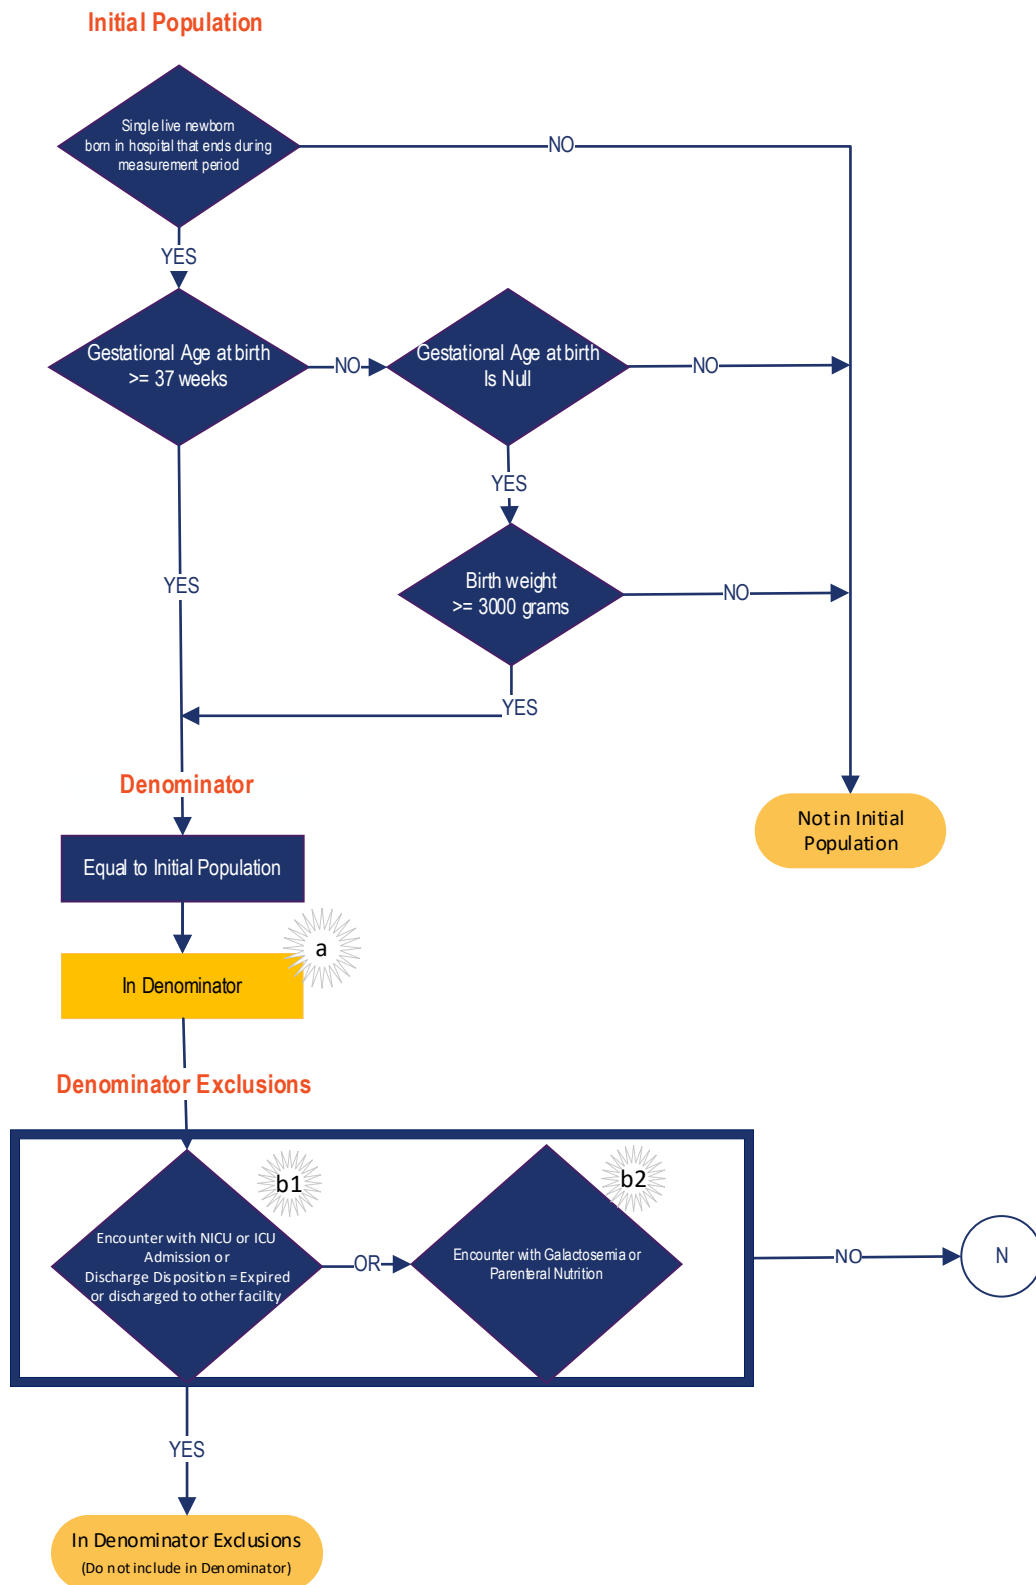 Initial Population
Single live newborn
born in hospital that ends during
measurement period
NO
YES
Gestational Age at birth
>= 37 weeks
NO
Gestational Age at birth
Is Null
NO
YES
Birth weight
>= 3000 grams
NO
YES
YES
Denominator
Equal to Initial Population
Not in Initial
Population
a
In Denominator
Denominator Exclusions
b1
b2
Encounter with NICU or ICU
Admission or
Discharge Disposition = Expired
or discharged to other facility
OR
Encounter with Galactosemia or
Parenteral Nutrition
NO
N
YES
In Denominator Exclusions
(Do not include in Denominator)